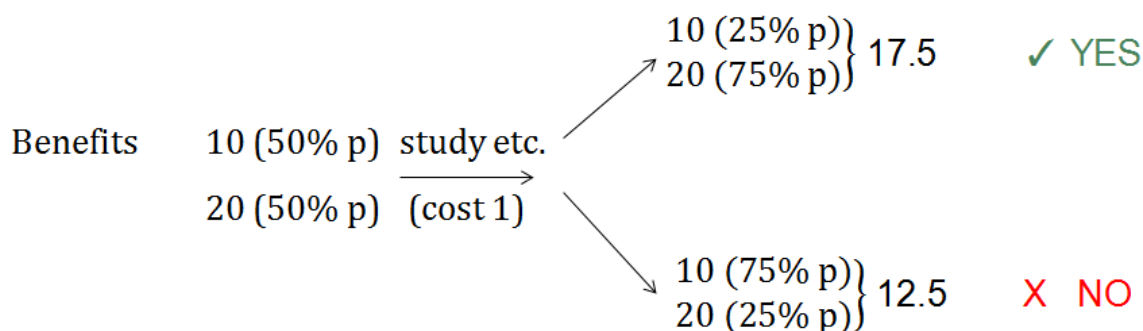 10 (25% p)
20 (75% p)
} 17.5
✓ YES
Benefits
10 (50% p)
study etc.
20 (50% p)
(cost 1)
10 (75% p)
20 (25% p)
} 12.5
X NO